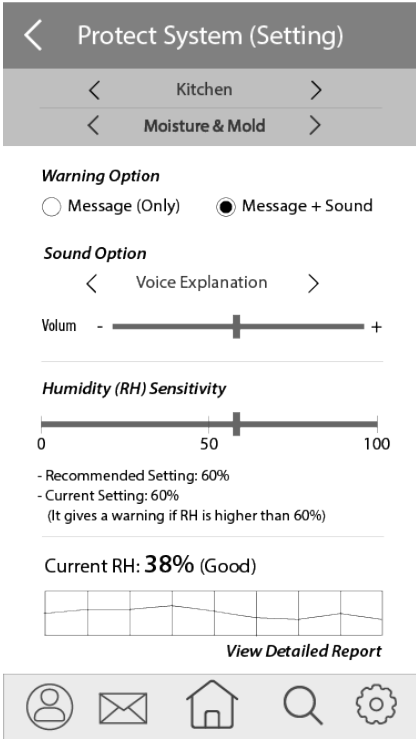 Protect System (Setting)
Kitchen
Moisture & Mold
Warning Option
Message (Only) Message + Sound
Sound Option
Voice Explanation
Volum - +
Humidity (RH) Sensitivity
0 50 100
- Recommended Setting: 60%
- Current Setting: 60%
(It gives a warning if RH is higher than 60%)
Current RH: 38% (Good)
View Detailed Report